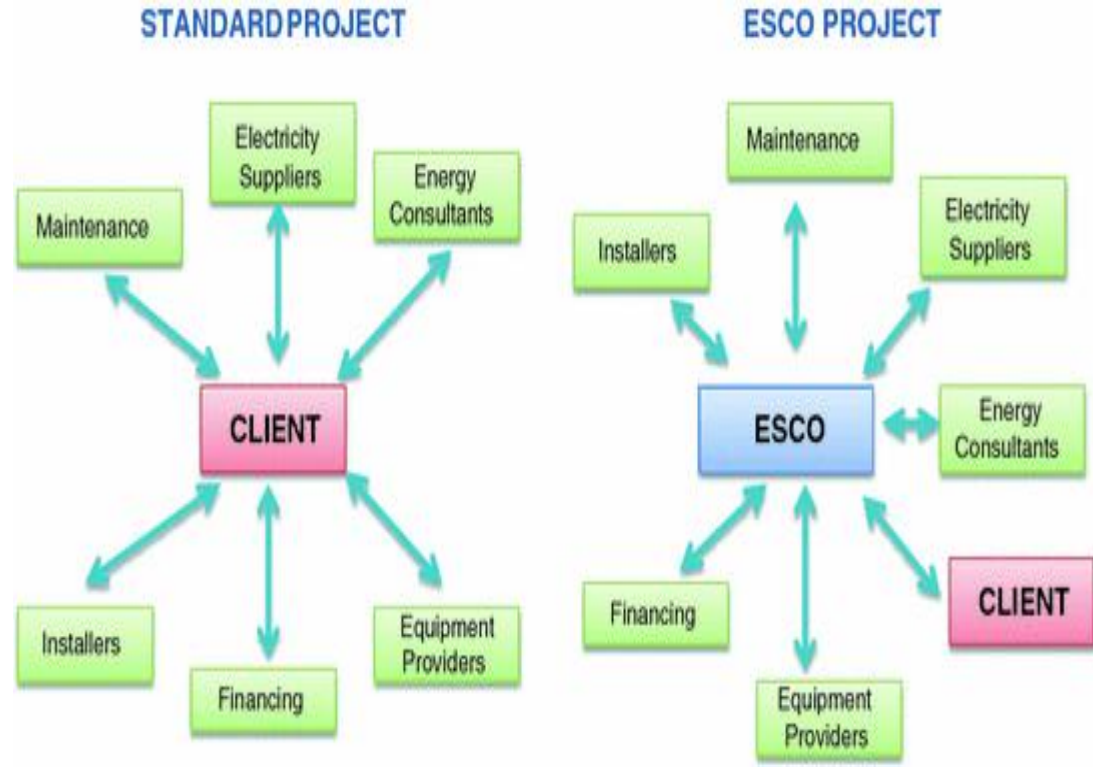 STANDARD PROJECT
Electricity
Suppliers
Energy
Consultants
Maintenance
CLIENT
Installers
Financing
Equipment
Providers
ESCO PROJECT
Maintenance
Electricity
Suppliers
Installers
ESCO
Energy
Consultants
Financing
CLIENT
Equipment
Providers